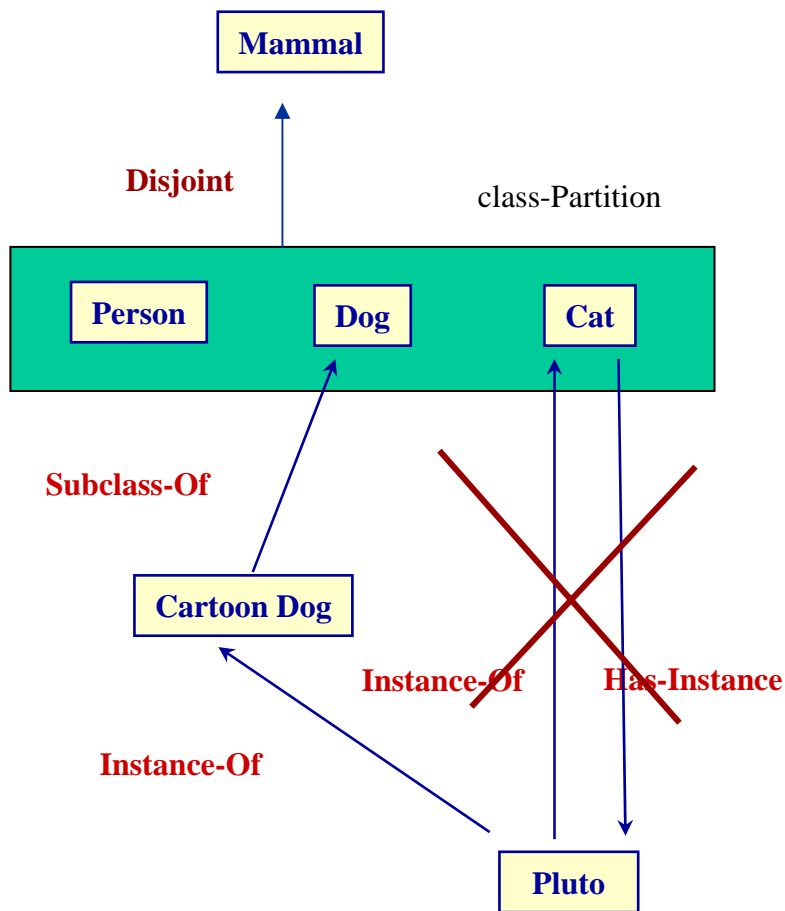 Mammal
Disjoint
class-Partition
Person
Dog
Cat
Subclass-Of
Cartoon Dog
Instance-Of
Has-Instance
Instance-Of
Pluto